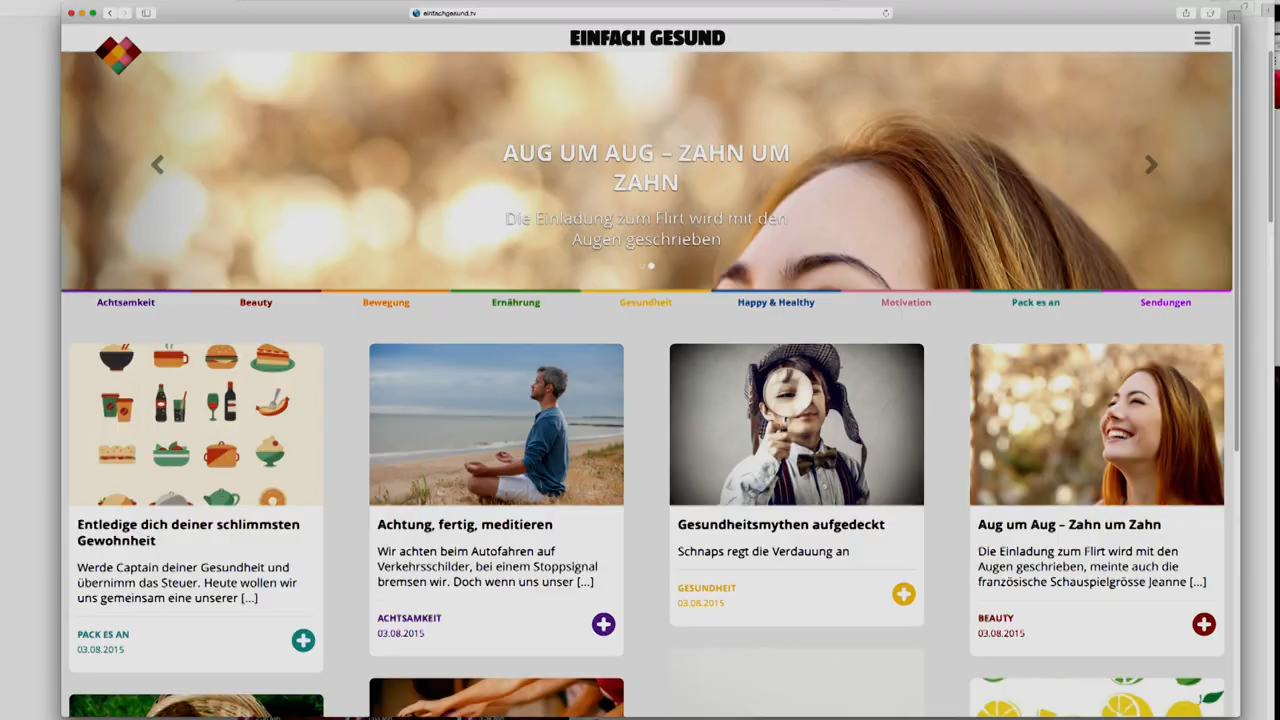 einfachgesund.tv
EINFACH GESUND
AUG UM AUG – ZAHN UM
ZAHN
Die Einladung zum Flirt wird mit den
Augen geschrieben
Achtsamkeit
Beauty
Bewegung
Ernährung
Gesundheit
Happy & Healthy
Motivation
Pack es an
Sendungen
Entledige dich deiner schlimmsten
Gewohnheit
Werde Captain deiner Gesundheit und
übernimm das Steuer. Heute wollen wir
uns gemeinsam eine unserer [...]
PACK ES AN
03.08.2015
Achtung, fertig, meditieren
Wir achten beim Autofahren auf
Verkehrsschilder, bei einem Stoppsignal
bremsen wir. Doch wenn uns unser [...]
ACHTSAMKEIT
03.08.2015
Gesundheitsmythen aufgedeckt
Schnaps regt die Verdauung an
GESUNDHEIT
03.08.2015
Aug um Aug – Zahn um Zahn
Die Einladung zum Flirt wird mit den
Augen geschrieben, meinte auch die
französische Schauspielgrösse Jeanne [...]
BEAUTY
03.08.2015